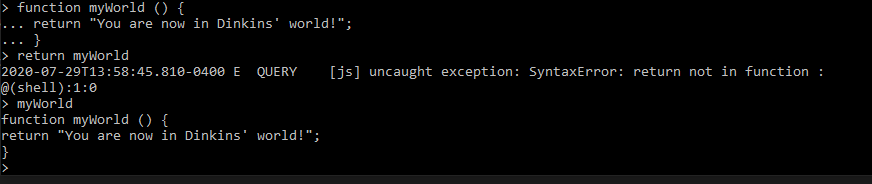 > function myWorld () {
... return "You are now in Dinkins' world!";
... }
> return myWorld
2020-07-29T13:58:45.810-0400 E  QUERY    [js] uncaught exception: SyntaxError: return not in function :
@(shell):1:0
> myWorld
function myWorld () {
return "You are now in Dinkins' world!";
}
>